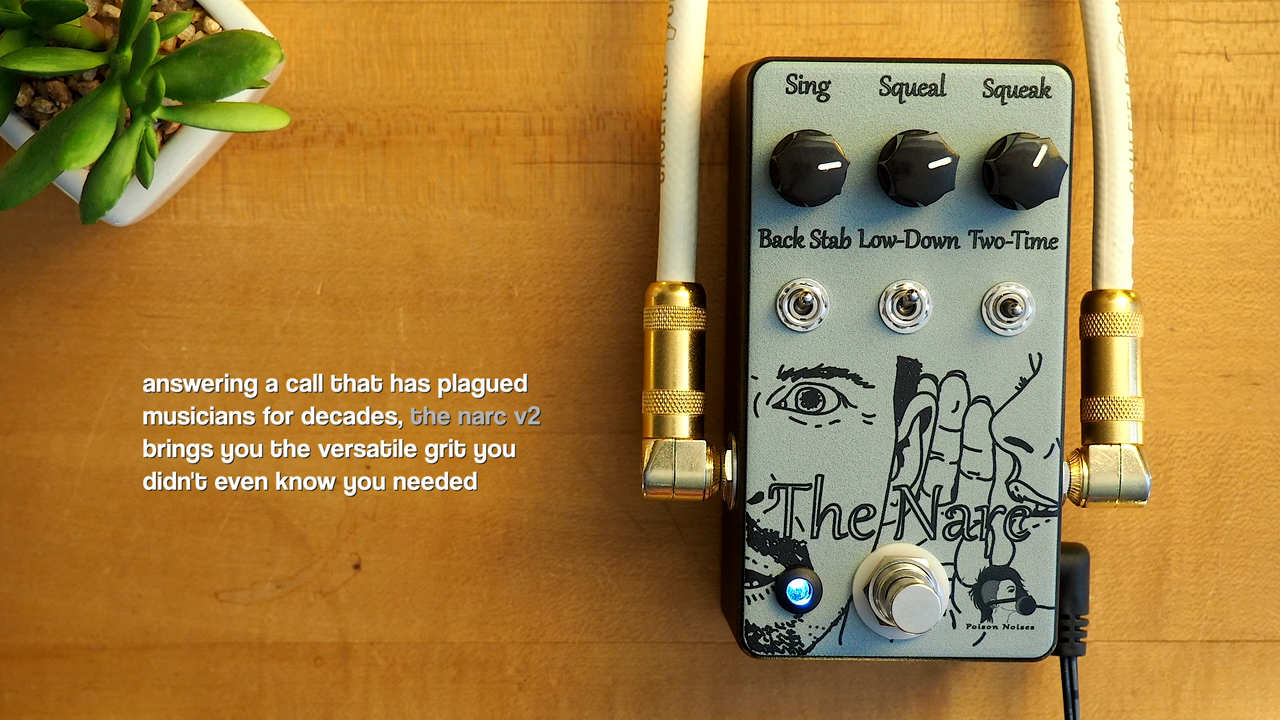 Sing Squeal Squeak
Back Stab Low-Down Two-Time
answering a call that has plagued
musicians for decades, the narc v2
brings you the versatile grit you
didn't even know you needed
The Narc
Poison Noises